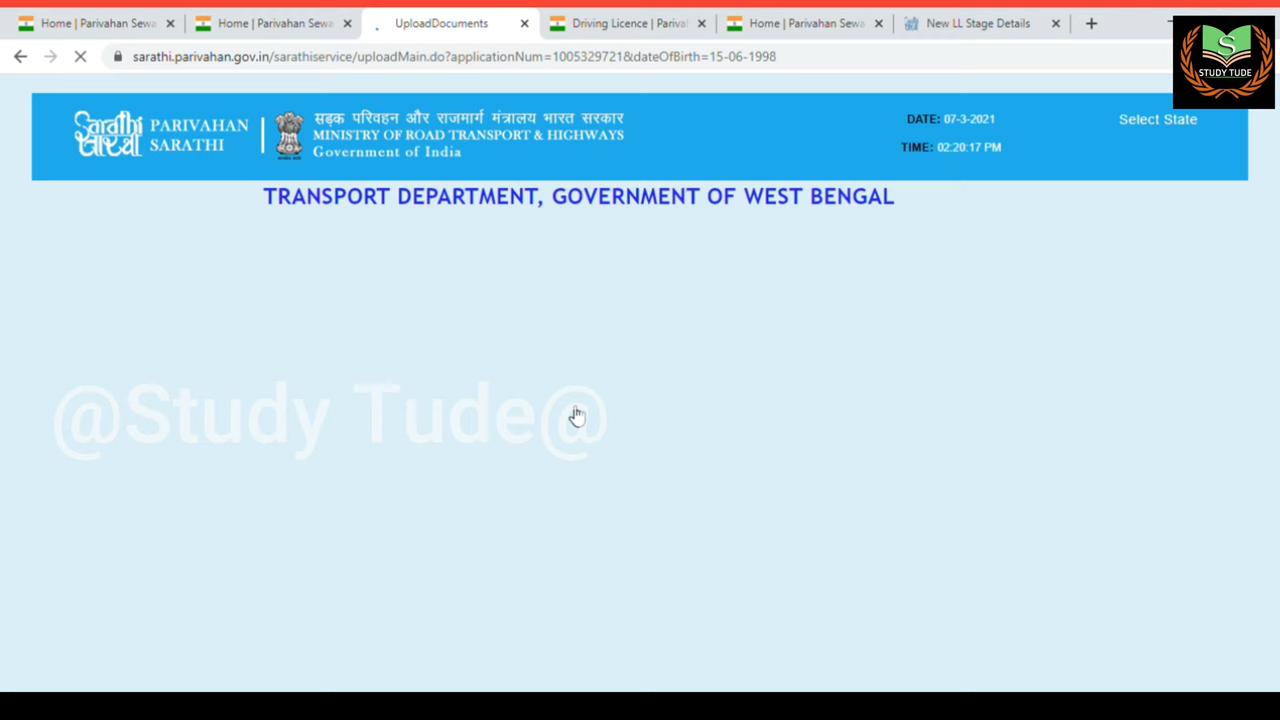 Home | Parivahan Sewa
Home | Parivahan Sewa
UploadDocuments
Driving Licence | Parivah
Home | Parivahan Sewa
New LL Stage Details
sarathi.parivahan.gov.in/sarathiservice/uploadMain.do?applicationNum=1005329721&dateOfBirth=15-06-1998
S
STUDY TUDE
Sarathi
सारथी
PARIVAHAN
SARATHI
सड़क परिवहन और राजमार्ग मंत्रालय भारत सरकार
MINISTRY OF ROAD TRANSPORT & HIGHWAYS
Government of India
DATE: 07-3-2021
TIME: 02:20:17 PM
Select State
TRANSPORT DEPARTMENT, GOVERNMENT OF WEST BENGAL
@Study Tude@